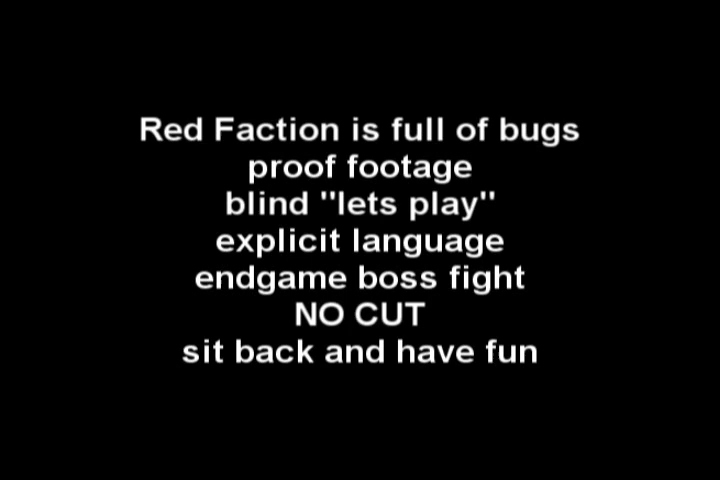 Red Faction is full of bugs
proof footage
blind "lets play"
explicit language
endgame boss fight
NO CUT
sit back and have fun